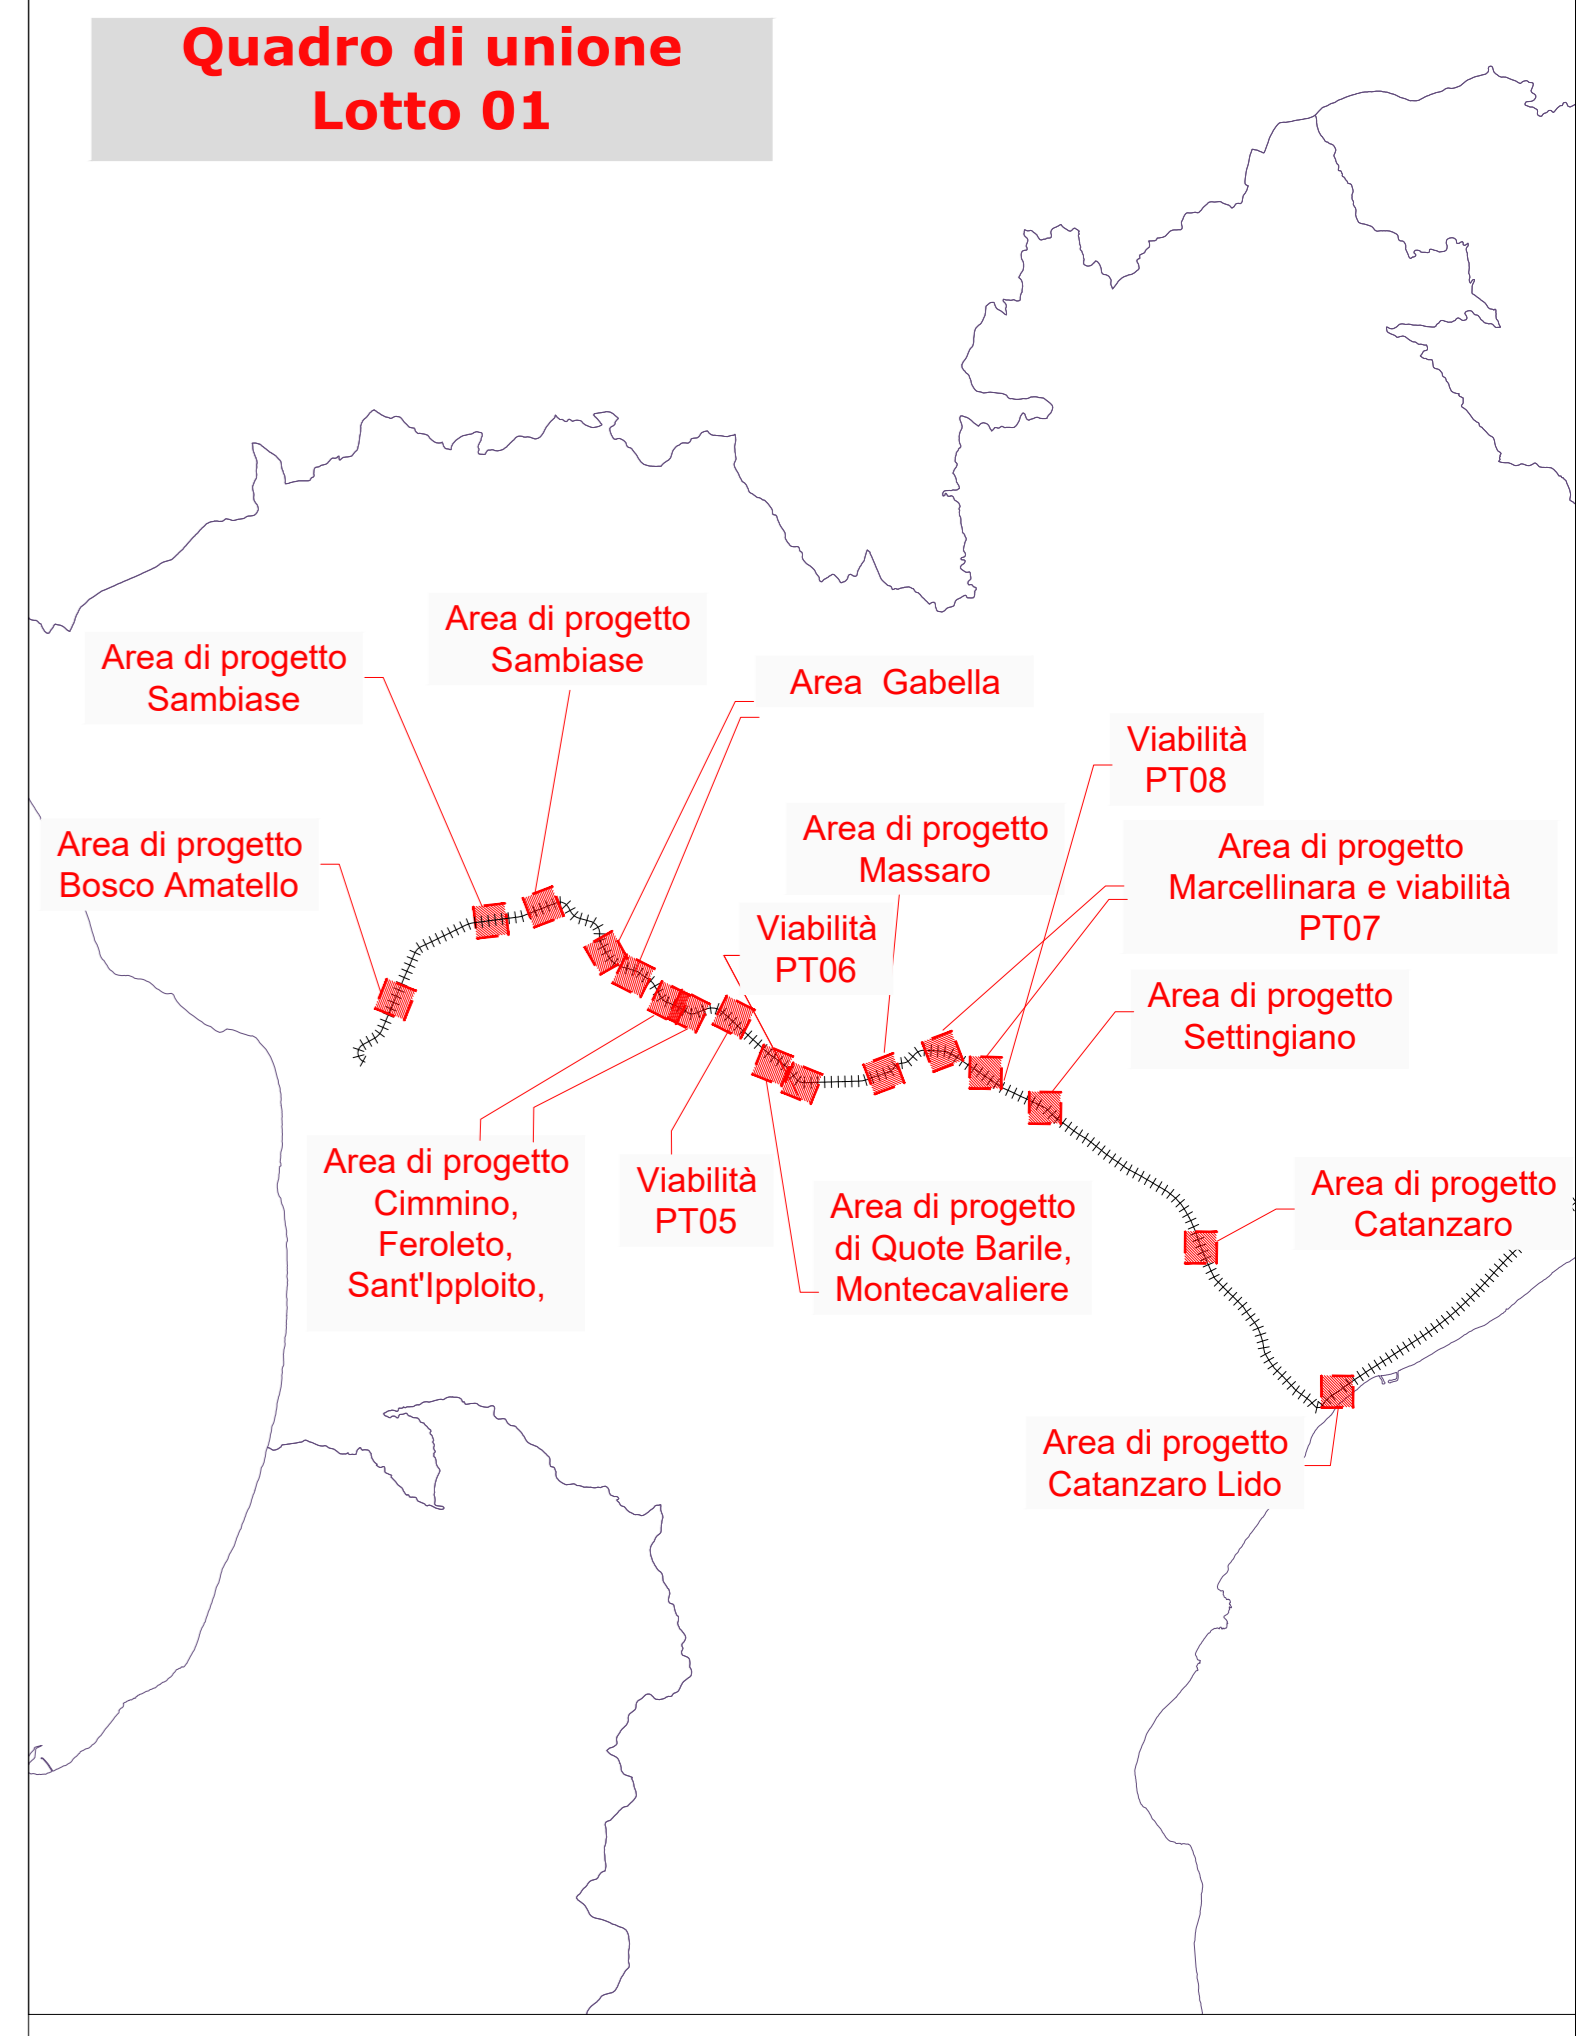 Quadro di unione
Lotto 01
Area di progetto
Sambiase
Area di progetto
Sambiase
Area Gabella
Viabilità
PT08
Area di progetto
Bosco Amatello
Area di progetto
Massaro
Area di progetto
Marcellinara e viabilità
PT07
Viabilità
PT06
Area di progetto
Settingiano
Area di progetto
Cimmino,
Feroleto,
Sant'Ipploito,
Viabilità
PT05
Area di progetto
di Quote Barile,
Montecavaliere
Area di progetto
Catanzaro
Area di progetto
Catanzaro Lido